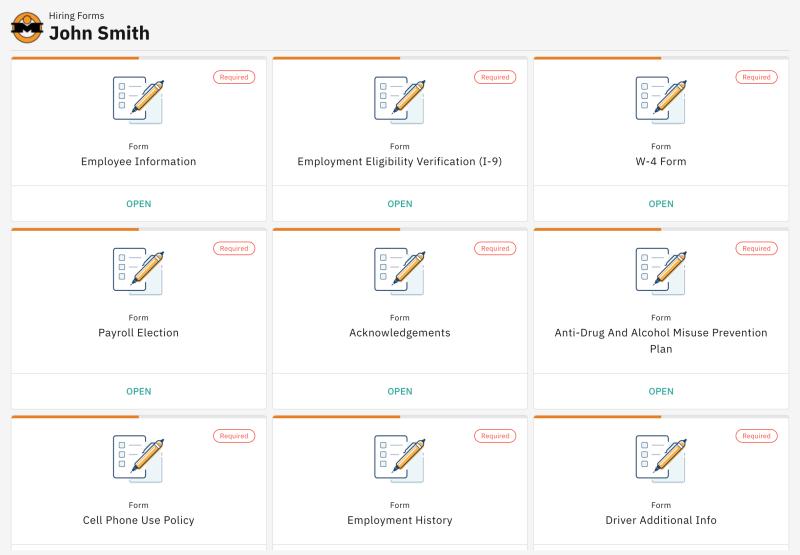 Hiring Forms
John Smith
Required
Form
Employee Information
OPEN
Required
Form
Employment Eligibility Verification (I-9)
OPEN
Required
Form
W-4 Form
OPEN
Required
Form
Payroll Election
OPEN
Required
Form
Acknowledgements
OPEN
Required
Form
Anti-Drug And Alcohol Misuse Prevention
Plan
OPEN
Required
Form
Cell Phone Use Policy
Required
Form
Employment History
Required
Form
Driver Additional Info